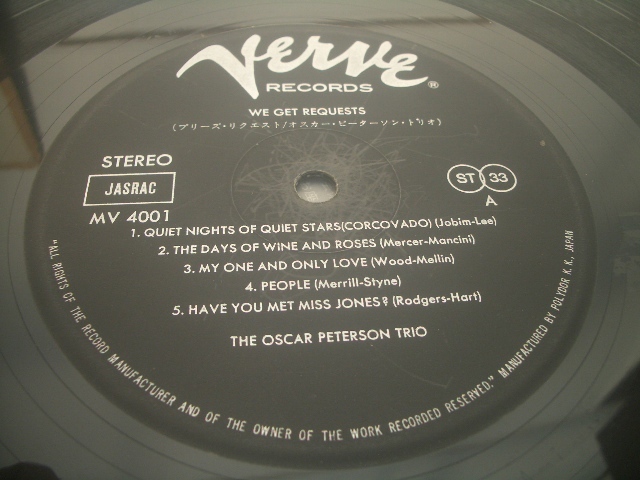 Verve
RECORDS ®
WE GET REQUESTS
(プリーズ・リクエスト/オスカー・ピーターソン・トリオ)
STEREO
JASRAC
MV 4001
ST 33
A
1. QUIET NIGHTS OF QUIET STARS(CORCOVADO) (Jobim-Lee)
2. THE DAYS OF WINE AND ROSES (Mercer-Mancini)
3. MY ONE AND ONLY LOVE (Wood-Mellin)
4. PEOPLE (Merrill-Styne)
5. HAVE YOU MET MISS JONES? (Rodgers-Hart)
THE OSCAR PETERSON TRIO
"ALL RIGHTS OF THE RECORD MANUFACTURER AND OF THE OWNER OF THE WORK RECORDED RESERVED." MANUFACTURED BY POLYDOR K. K. JAPAN